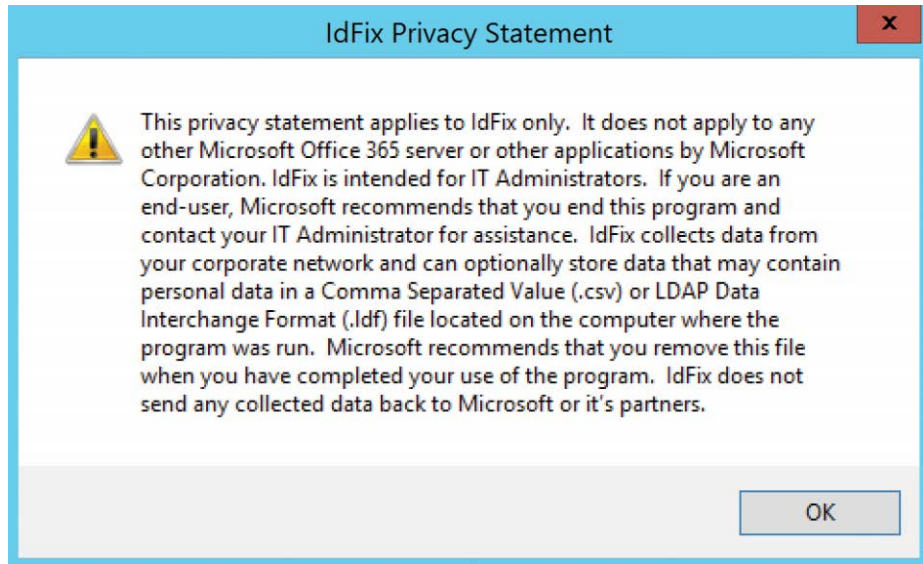 IdFix Privacy Statement
x
This privacy statement applies to IdFix only.  It does not apply to any
other Microsoft Office 365 server or other applications by Microsoft
Corporation. IdFix is intended for IT Administrators.  If you are an
end-user, Microsoft recommends that you end this program and
contact your IT Administrator for assistance.  IdFix collects data from
your corporate network and can optionally store data that may contain
personal data in a Comma Separated Value (.csv) or LDAP Data
Interchange Format (.ldf) file located on the computer where the
program was run.  Microsoft recommends that you remove this file
when you have completed your use of the program.  IdFix does not
send any collected data back to Microsoft or it's partners.
OK